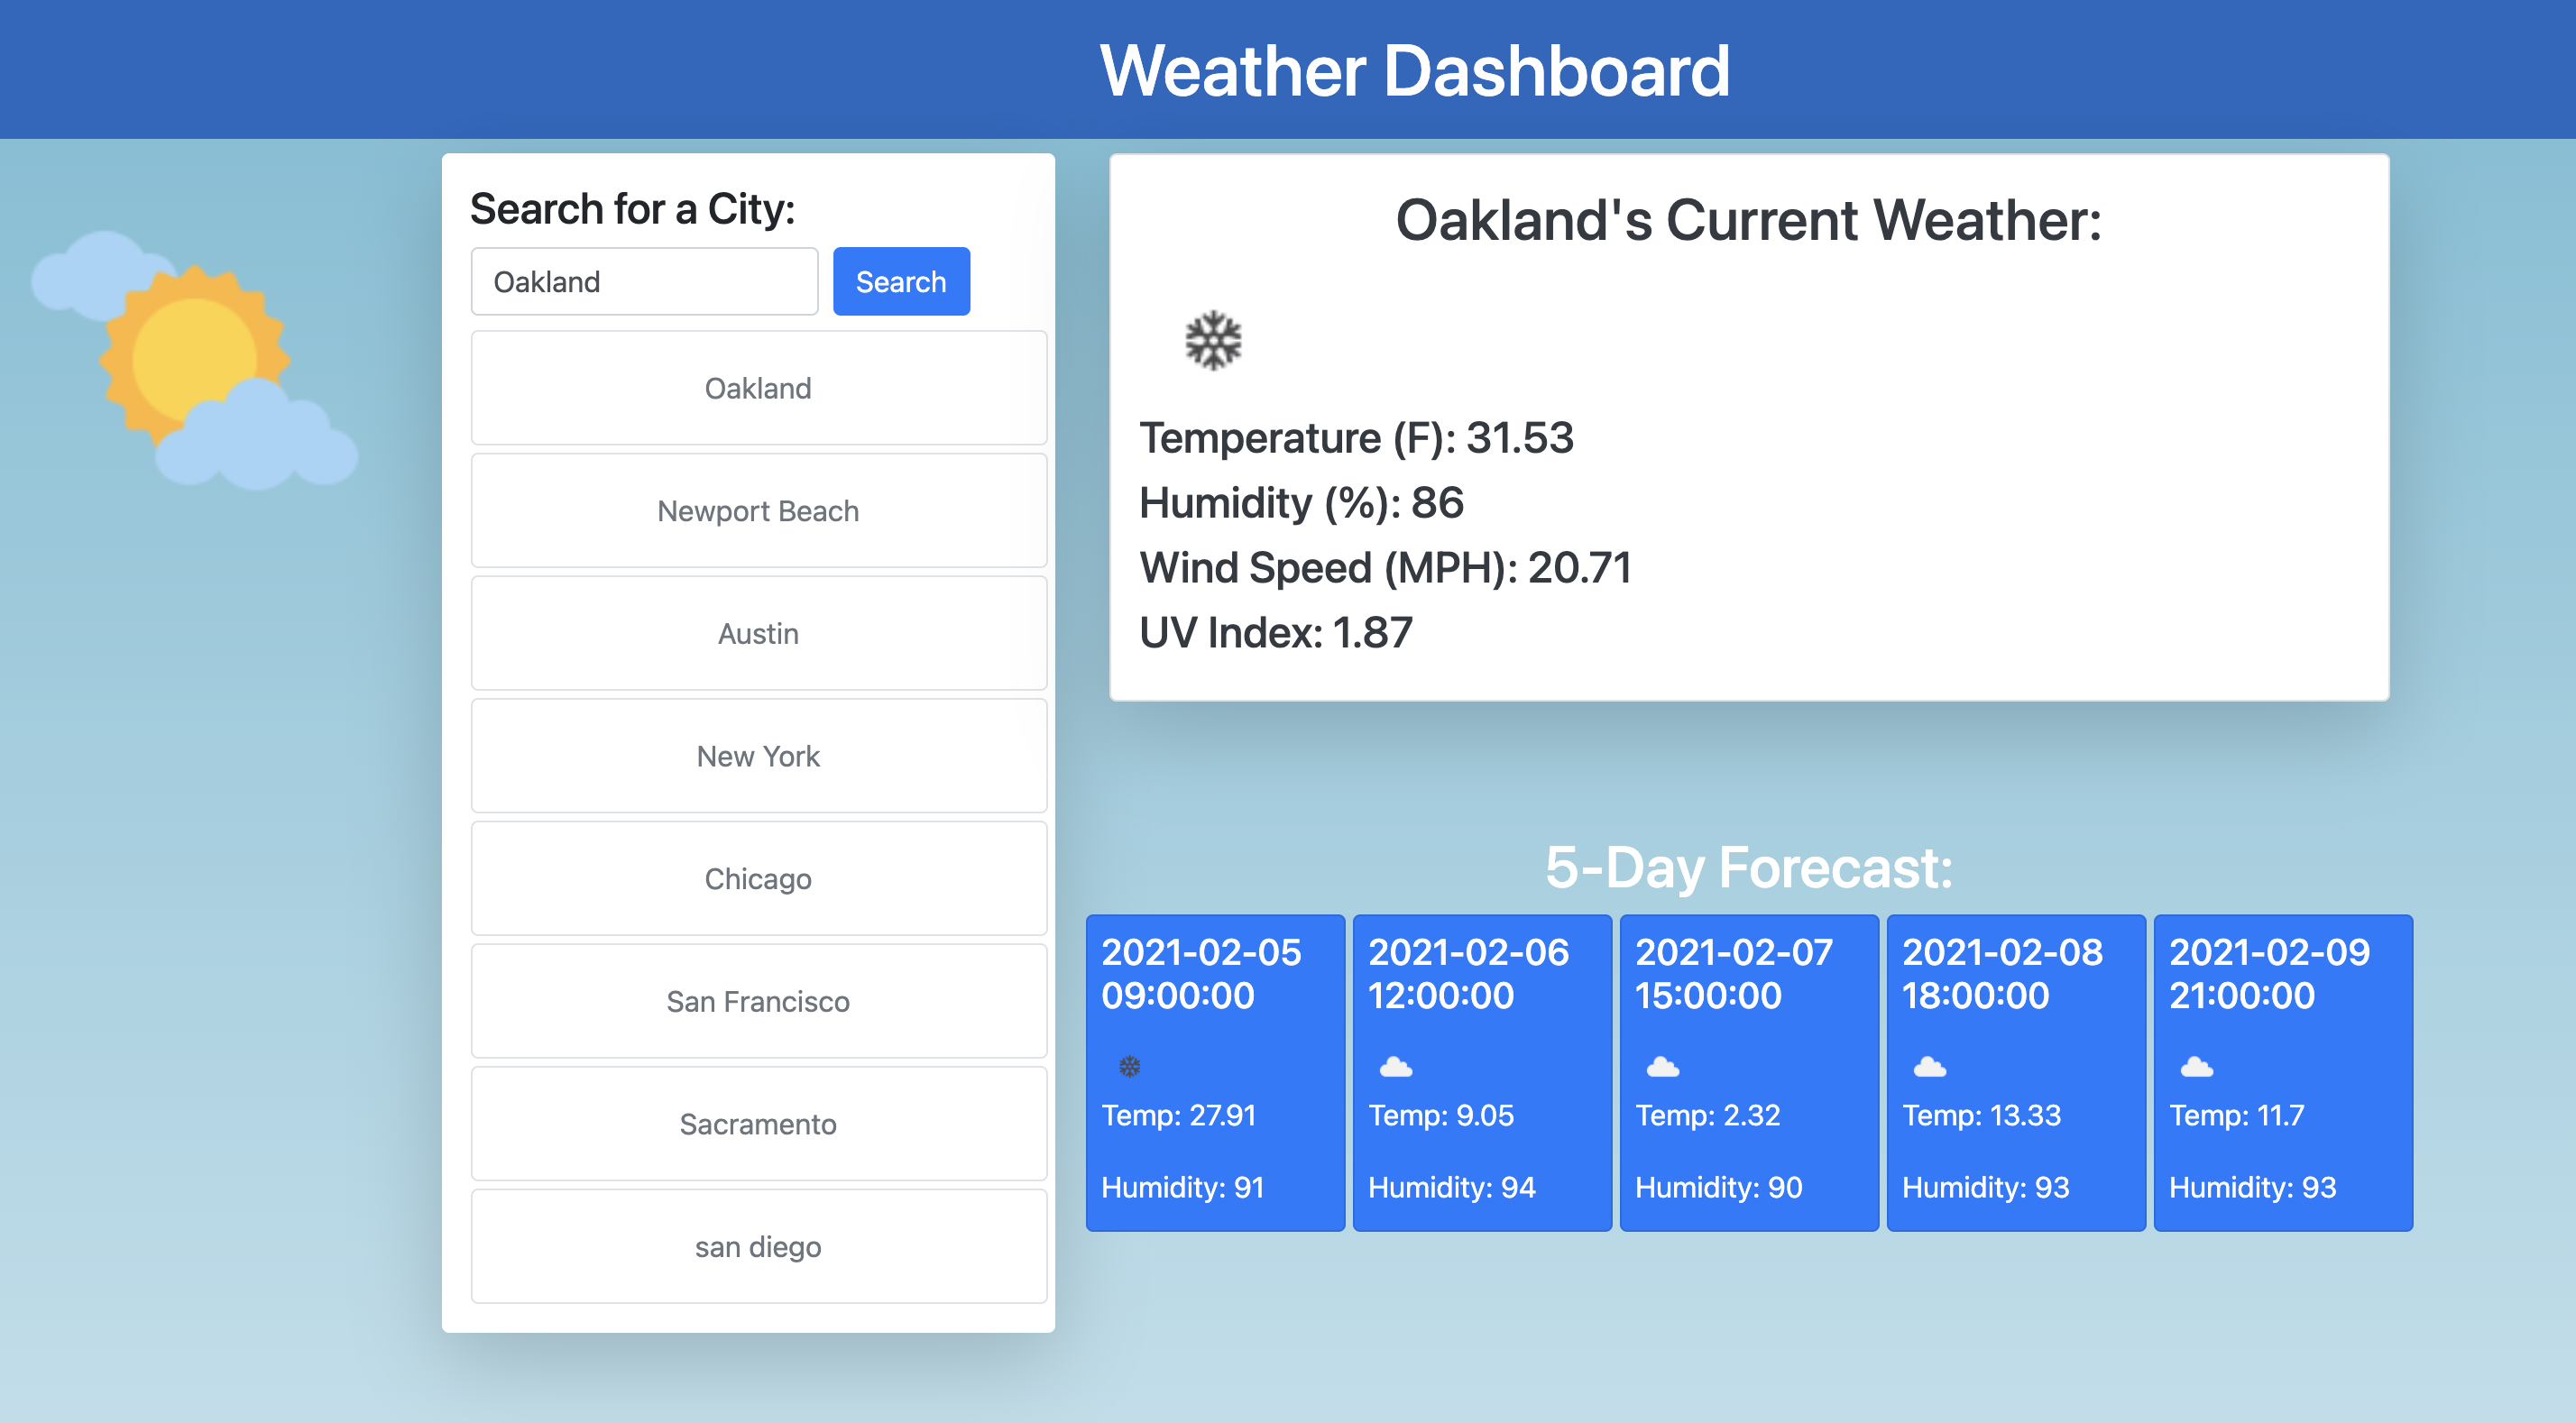 Weather Dashboard
Search for a City:
Oakland
Search
Oakland
Newport Beach
Austin
New York
Chicago
San Francisco
Sacramento
san diego
Oakland's Current Weather:
Temperature (F): 31.53
Humidity (%): 86
Wind Speed (MPH): 20.71
UV Index: 1.87
5-Day Forecast:
2021-02-05
09:00:00
Temp: 27.91
Humidity: 91
2021-02-06
12:00:00
Temp: 9.05
Humidity: 94
2021-02-07
15:00:00
Temp: 2.32
Humidity: 90
2021-02-08
18:00:00
Temp: 13.33
Humidity: 93
2021-02-09
21:00:00
Temp: 11.7
Humidity: 93